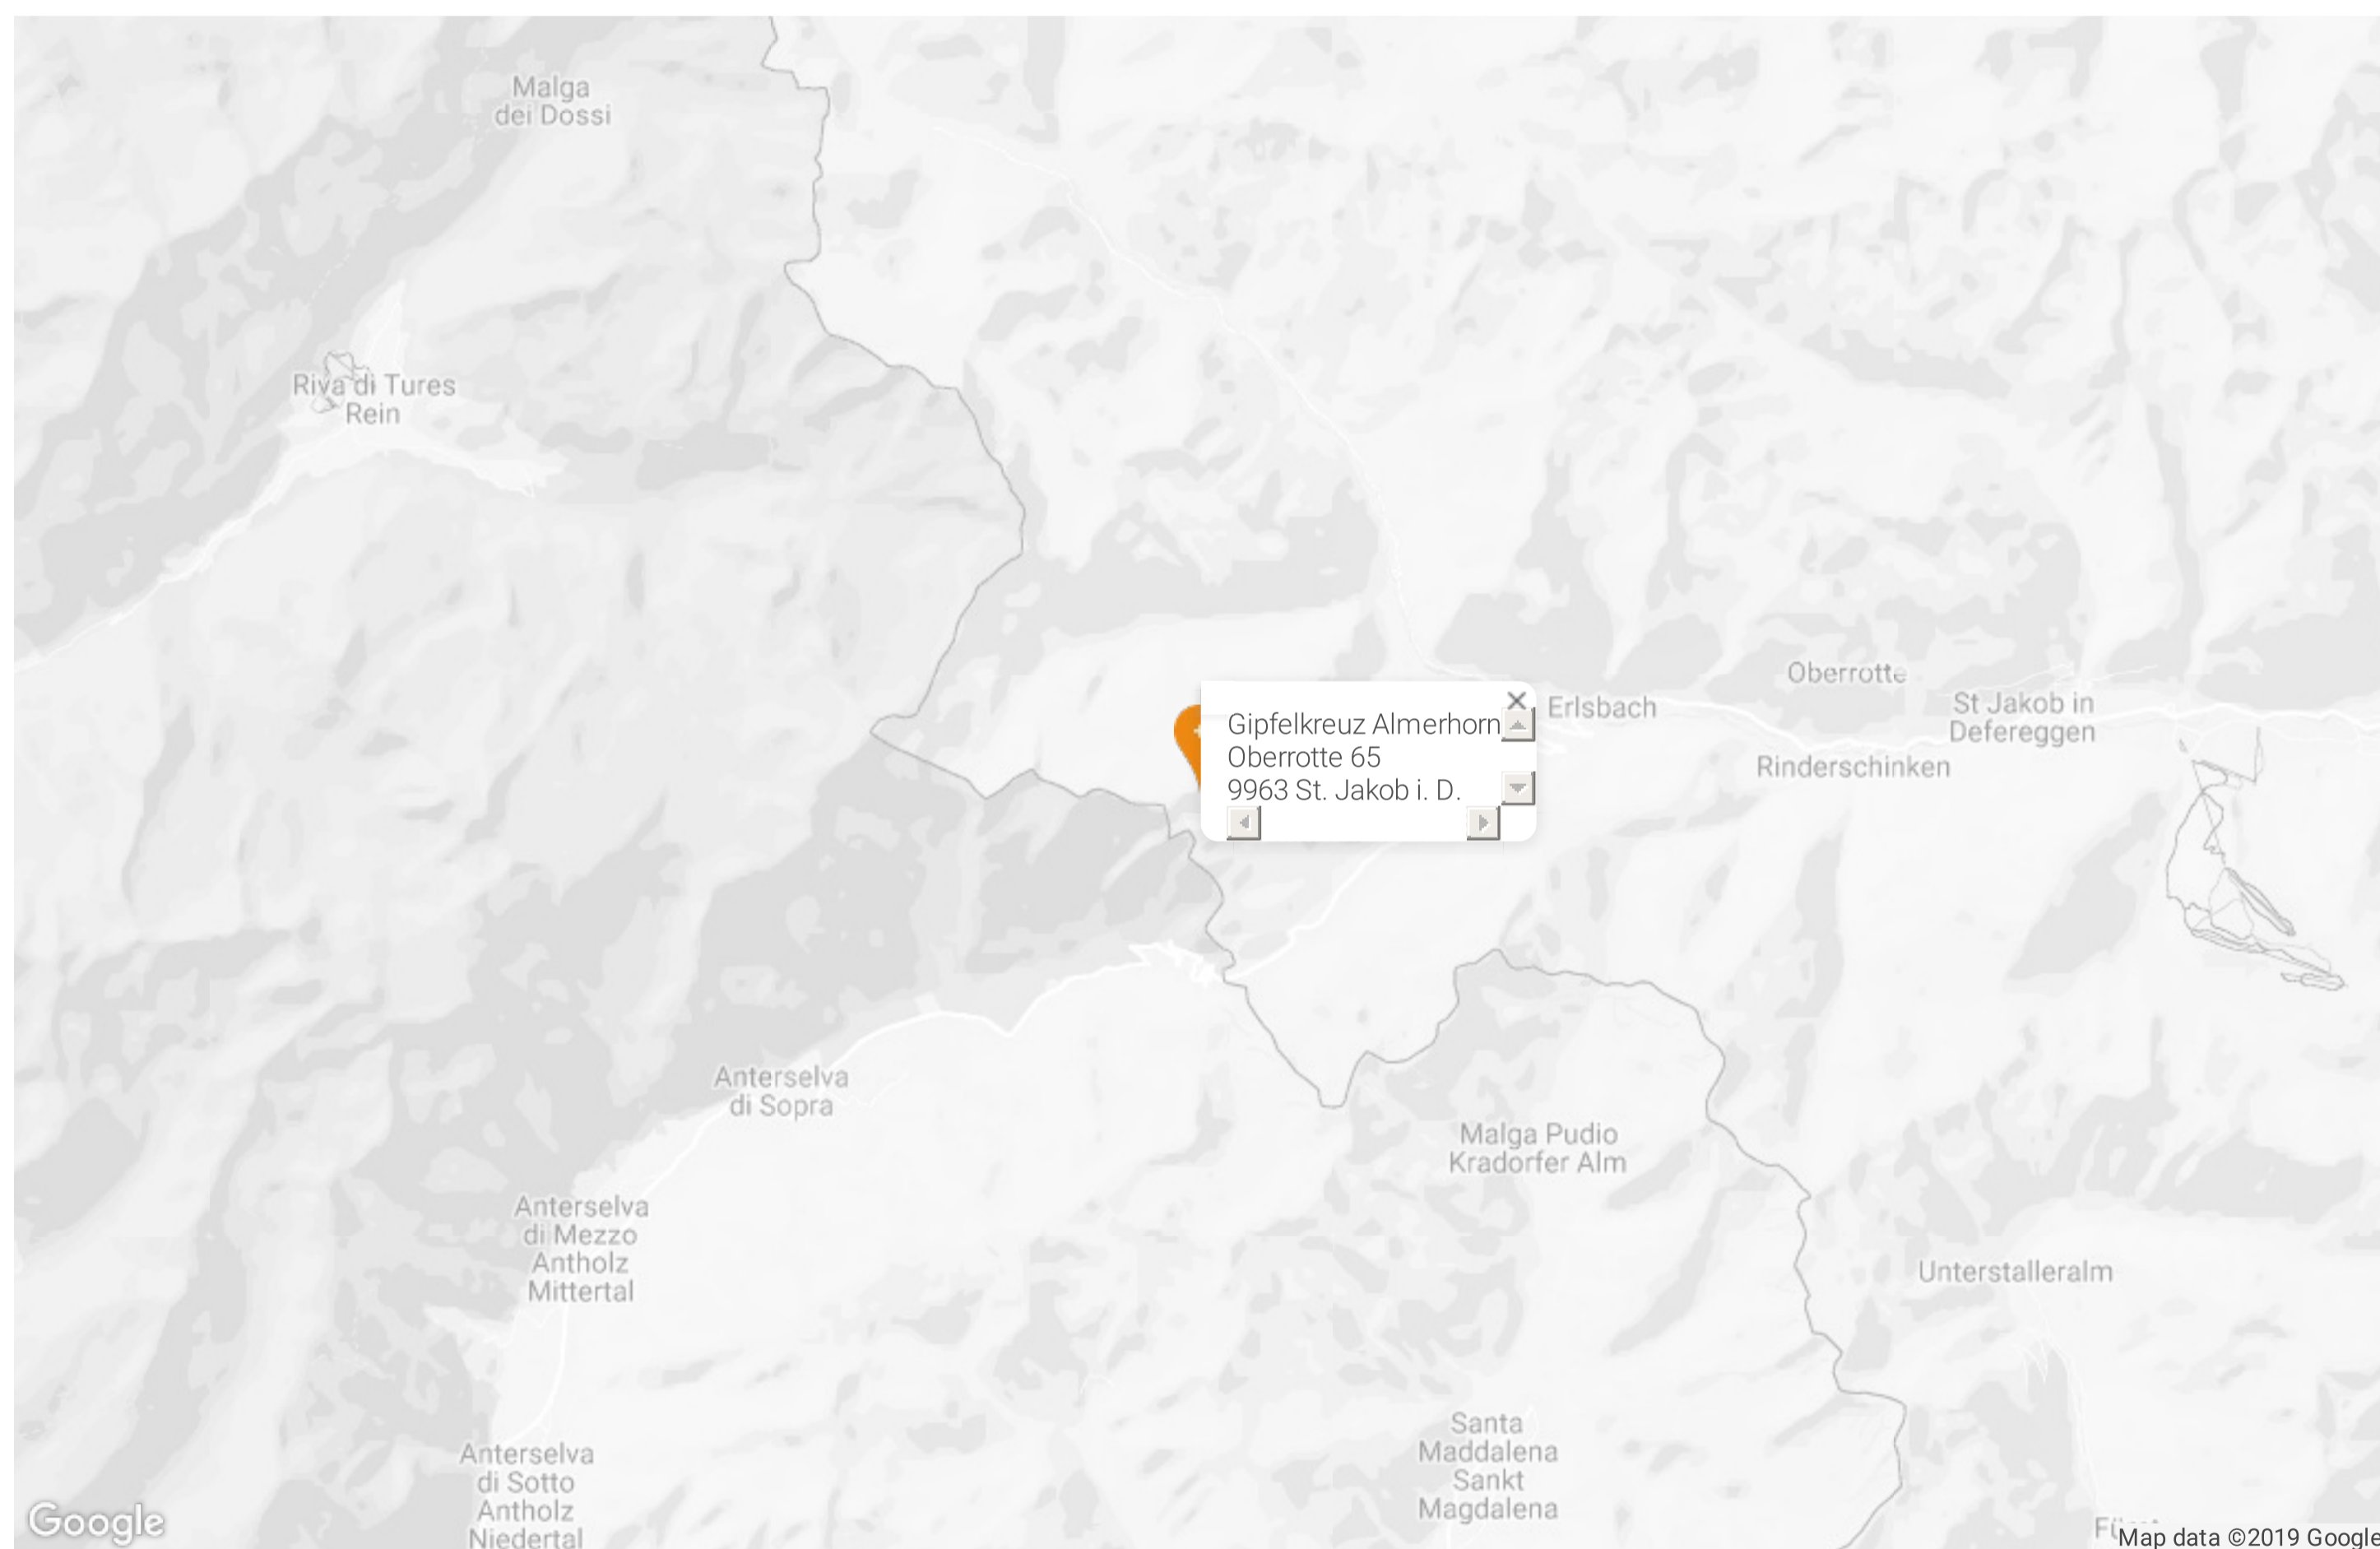 Malga
dei Dossi
Riva di Tures
Rein
Gipfelkreuz Almerhorn
Oberrotte 65
9963 St. Jakob i. D.
Erlsbach
Oberrotte
St Jakob in
Defereggen
Rinderschinken
Anterselva
di Sopra
Malga Pudio
Kradorfer Alm
Anterselva
di Mezzo
Antholz
Mittertal
Unterstalleralm
Santa
Maddalena
Sankt
Magdalena
Anterselva
di Sotto
Antholz
Niedertal
Google
Map data ©2019 Google